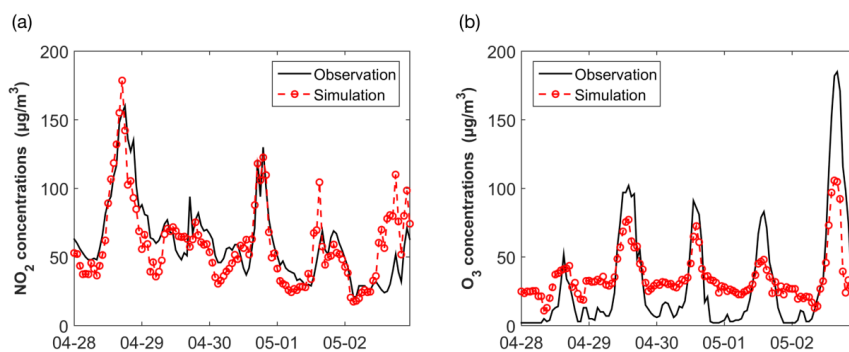 (a)
NO2 concentrations (µg/m³)
200
150
100
50
0
04-28 04-29 04-30 05-01 05-02
Observation
Simulation
(b)
O3 concentrations (µg/m³)
200
150
100
50
0
04-28 04-29 04-30 05-01 05-02
Observation
Simulation